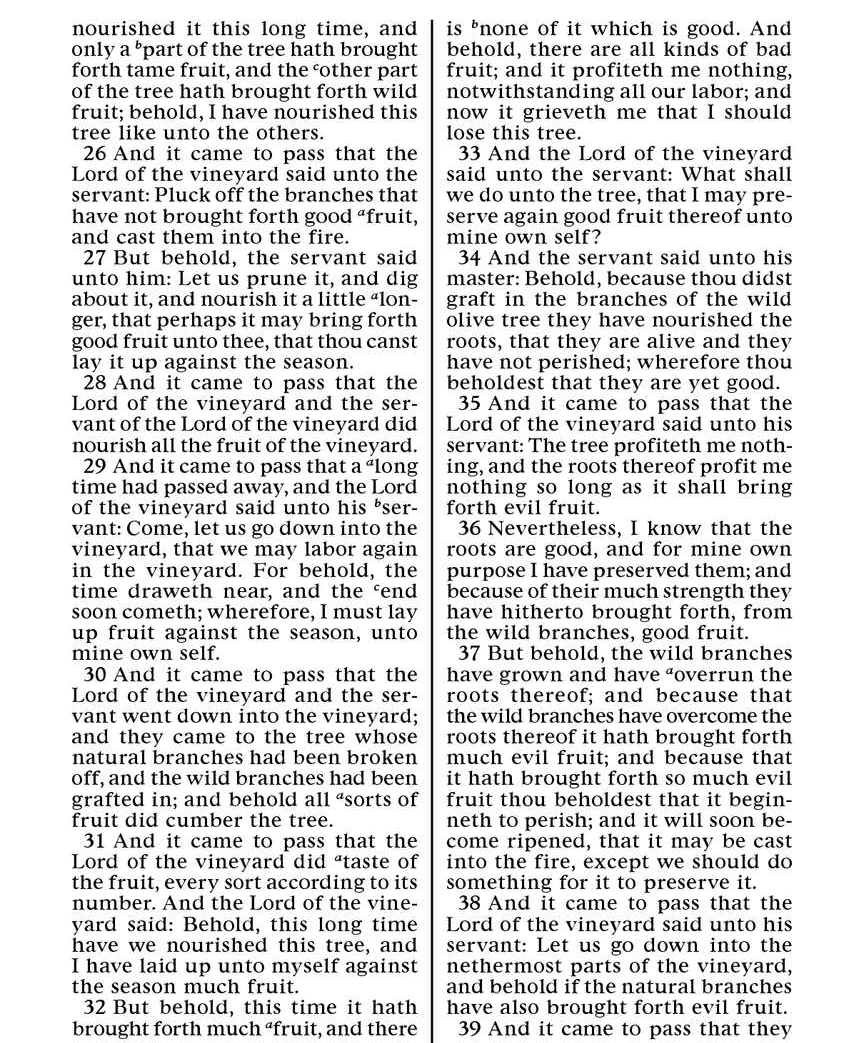 nourished it this long time, and
only a ᵇpart of the tree hath brought
forth tame fruit, and the ᶜother part
of the tree hath brought forth wild
fruit; behold, I have nourished this
tree like unto the others.
26 And it came to pass that the
Lord of the vineyard said unto the
servant: Pluck off the branches that
have not brought forth good ᵃfruit,
and cast them into the fire.
27 But behold, the servant said
unto him: Let us prune it, and dig
about it, and nourish it a little ᵃlon-
ger, that perhaps it may bring forth
good fruit unto thee, that thou canst
lay it up against the season.
28 And it came to pass that the
Lord of the vineyard and the ser-
vant of the Lord of the vineyard did
nourish all the fruit of the vineyard.
29 And it came to pass that a ᵃlong
time had passed away, and the Lord
of the vineyard said unto his ᵇser-
vant: Come, let us go down into the
vineyard, that we may labor again
in the vineyard. For behold, the
time draweth near, and the ᶜend
soon cometh; wherefore, I must lay
up fruit against the season, unto
mine own self.
30 And it came to pass that the
Lord of the vineyard and the ser-
vant went down into the vineyard;
and they came to the tree whose
natural branches had been broken
off, and the wild branches had been
grafted in; and behold all ᵃsorts of
fruit did cumber the tree.
31 And it came to pass that the
Lord of the vineyard did ᵃtaste of
the fruit, every sort according to its
number. And the Lord of the vine-
yard said: Behold, this long time
have we nourished this tree, and
I have laid up unto myself against
the season much fruit.
32 But behold, this time it hath
brought forth much ᵃfruit, and there
is ᵇnone of it which is good. And
behold, there are all kinds of bad
fruit; and it profiteth me nothing,
notwithstanding all our labor; and
now it grieveth me that I should
lose this tree.
33 And the Lord of the vineyard
said unto the servant: What shall
we do unto the tree, that I may pre-
serve again good fruit thereof unto
mine own self?
34 And the servant said unto his
master: Behold, because thou didst
graft in the branches of the wild
olive tree they have nourished the
roots, that they are alive and they
have not perished; wherefore thou
beholdest that they are yet good.
35 And it came to pass that the
Lord of the vineyard said unto his
servant: The tree profiteth me noth-
ing, and the roots thereof profit me
nothing so long as it shall bring
forth evil fruit.
36 Nevertheless, I know that the
roots are good, and for mine own
purpose I have preserved them; and
because of their much strength they
have hitherto brought forth, from
the wild branches, good fruit.
37 But behold, the wild branches
have grown and have ᵃoverrun the
roots thereof; and because that
the wild branches have overcome the
roots thereof it hath brought forth
much evil fruit; and because that
it hath brought forth so much evil
fruit thou beholdest that it begin-
neth to perish; and it will soon be-
come ripened, that it may be cast
into the fire, except we should do
something for it to preserve it.
38 And it came to pass that the
Lord of the vineyard said unto his
servant: Let us go down into the
nethermost parts of the vineyard,
and behold if the natural branches
have also brought forth evil fruit.
39 And it came to pass that they